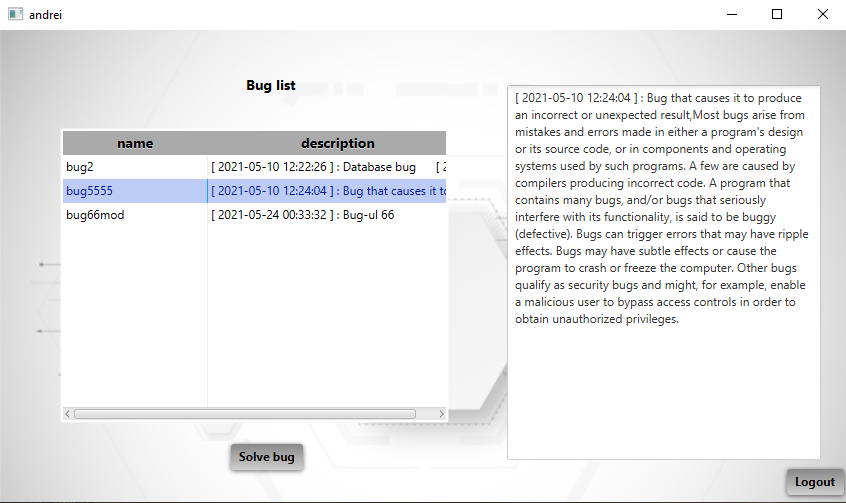 andrei
Bug list
name description
bug2 [ 2021-05-10 12:22:26 ] : Database bug [
bug5555 [ 2021-05-10 12:24:04 ] : Bug that causes it to
bug66mod [ 2021-05-24 00:33:32 ] : Bug-ul 66
Solve bug
[ 2021-05-10 12:24:04 ] : Bug that causes it to produce
an incorrect or unexpected result,Most bugs arise from
mistakes and errors made in either a program's design
or its source code, or in components and operating
systems used by such programs. A few are caused by
compilers producing incorrect code. A program that
contains many bugs, and/or bugs that seriously
interfere with its functionality, is said to be buggy
(defective). Bugs can trigger errors that may have ripple
effects. Bugs may have subtle effects or cause the
program to crash or freeze the computer. Other bugs
qualify as security bugs and might, for example, enable
a malicious user to bypass access controls in order to
obtain unauthorized privileges.
Logout